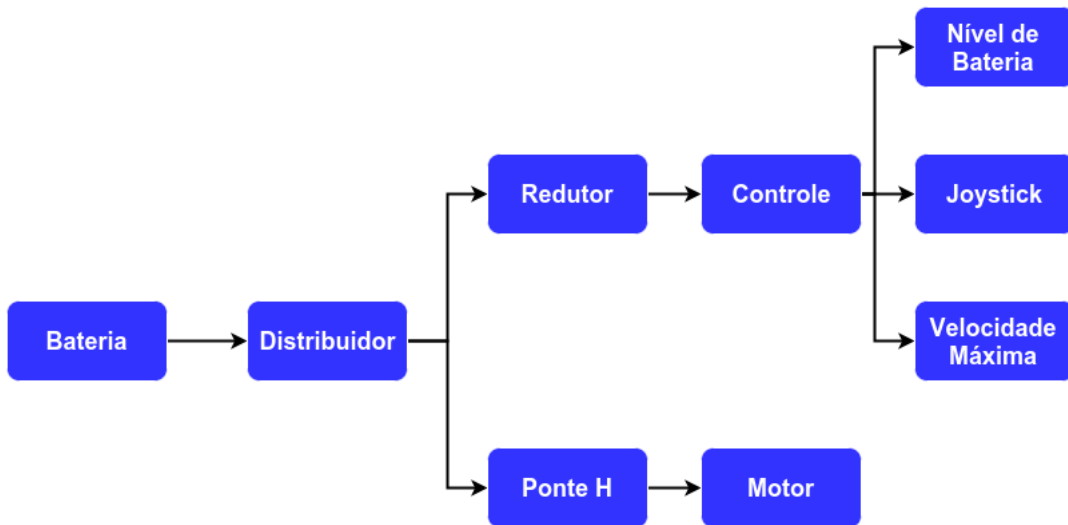 Nível de
Bateria
Redutor
Controle
Joystick
Bateria
Distribuidor
Velocidade
Máxima
Ponte H
Motor